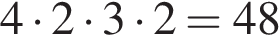 4 · 2 · 3 · 2 = 48